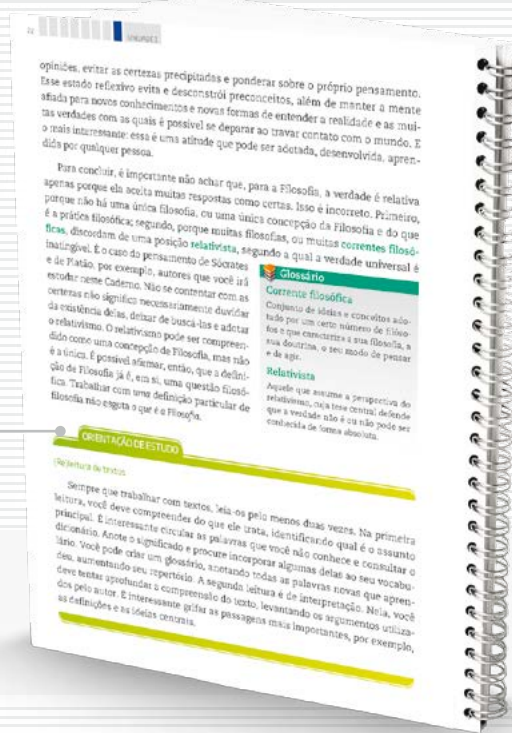 22
UNIDADE 1
opiniões, evitar as certezas precipitadas e ponderar sobre o próprio pensamento.
Esse estado reflexivo evita e desconstrói preconceitos, além de manter a mente
afiada para novos conhecimentos e novas formas de entender a realidade e as mui-
tas verdades com as quais é possível se deparar ao travar contato com o mundo. E
o mais interessante: essa é uma atitude que pode ser adotada, desenvolvida, apren-
dida por qualquer pessoa.
Para concluir, é importante não achar que, para a Filosofia, a verdade é relativa
apenas porque ela aceita muitas respostas como certas. Isso é incorreto. Primeiro,
porque não há uma única filosofia, ou uma única concepção da Filosofia e do que
é a prática filosófica; segundo, porque muitas filosofias, ou muitas correntes filosó-
ficas, discordam de uma posição relativista, segundo a qual a verdade universal é
inatingível. É o caso do pensamento de Sócrates
e de Platão, por exemplo, autores que você irá
estudar neste Caderno. Não se contentar com as
certezas não significa necessariamente duvidar
da existência delas, deixar de buscá-las e adotar
o relativismo. O relativismo pode ser compreen-
dido como uma concepção de Filosofia, mas não
é a única. É possível afirmar, então, que a defini-
ção de Filosofia já é, em si, uma questão filosó-
fica. Trabalhar com uma definição particular de
filosofia não esgota o que é a Filosofia.
Glossário
Corrente filosófica
Conjunto de ideias e conceitos ado-
tado por um certo número de filóso-
fos e que caracteriza a sua filosofia, a
sua doutrina, o seu modo de pensar
e de agir.
Relativista
Aquele que assume a perspectiva do
relativismo, cuja tese central defende
que a verdade não é ou não pode ser
conhecida de forma absoluta.
ORIENTAÇÃO DE ESTUDO
(Re)leitura de textos
Sempre que trabalhar com textos, leia-os pelo menos duas vezes. Na primeira
leitura, você deve compreender do que ele trata, identificando qual é o assunto
principal. É interessante circular as palavras que você não conhece e consultar o
dicionário. Anote o significado e procure incorporar algumas delas ao seu vocabu-
lário. Você pode criar um glossário, anotando todas as palavras novas que apren-
deu, aumentando seu repertório. A segunda leitura é de interpretação. Nela, você
deve tentar aprofundar a compreensão do texto, levantando os argumentos utiliza-
dos pelo autor. É interessante grifar as passagens mais importantes, por exemplo,
as definições e as ideias centrais.